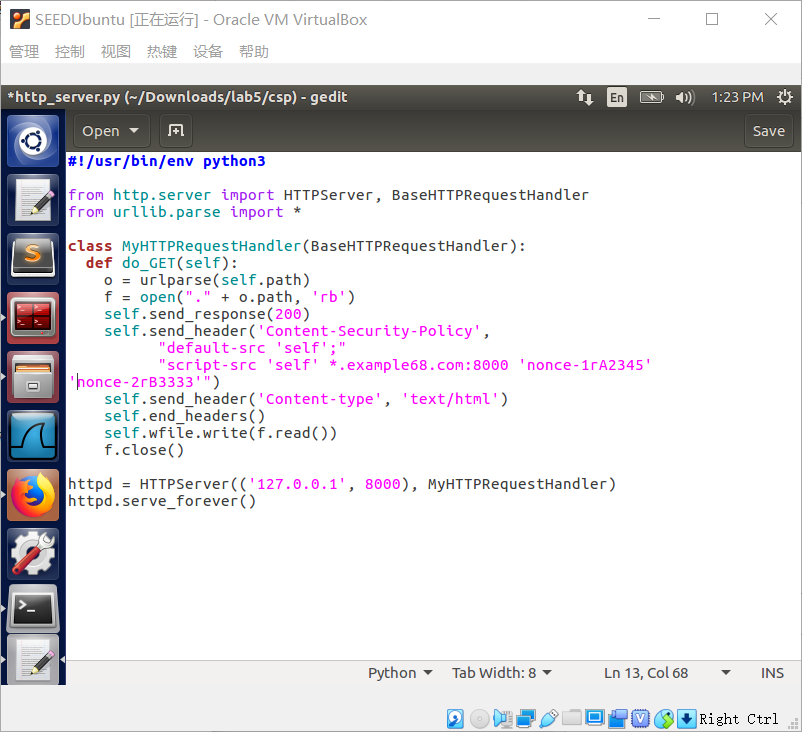 SEEDUbuntu [正在运行] - Oracle VM VirtualBox
管理 控制 视图 热键 设备 帮助
*http_server.py (~/Downloads/lab5/csp) - gedit En 1:23 PM
Open Save
#!/usr/bin/env python3
from http.server import HTTPServer, BaseHTTPRequestHandler
from urllib.parse import *
class MyHTTPRequestHandler(BaseHTTPRequestHandler):
  def do_GET(self):
    o = urlparse(self.path)
    f = open("." + o.path, 'rb')
    self.send_response(200)
    self.send_header('Content-Security-Policy',
          "default-src 'self';"
          "script-src 'self' *.example68.com:8000 'nonce-1rA2345'
'nonce-2rB3333'")
    self.send_header('Content-type', 'text/html')
    self.end_headers()
    self.wfile.write(f.read())
    f.close()
httpd = HTTPServer(('127.0.0.1', 8000), MyHTTPRequestHandler)
httpd.serve_forever()
Python Tab Width: 8 Ln 13, Col 68 INS
Right Ctrl